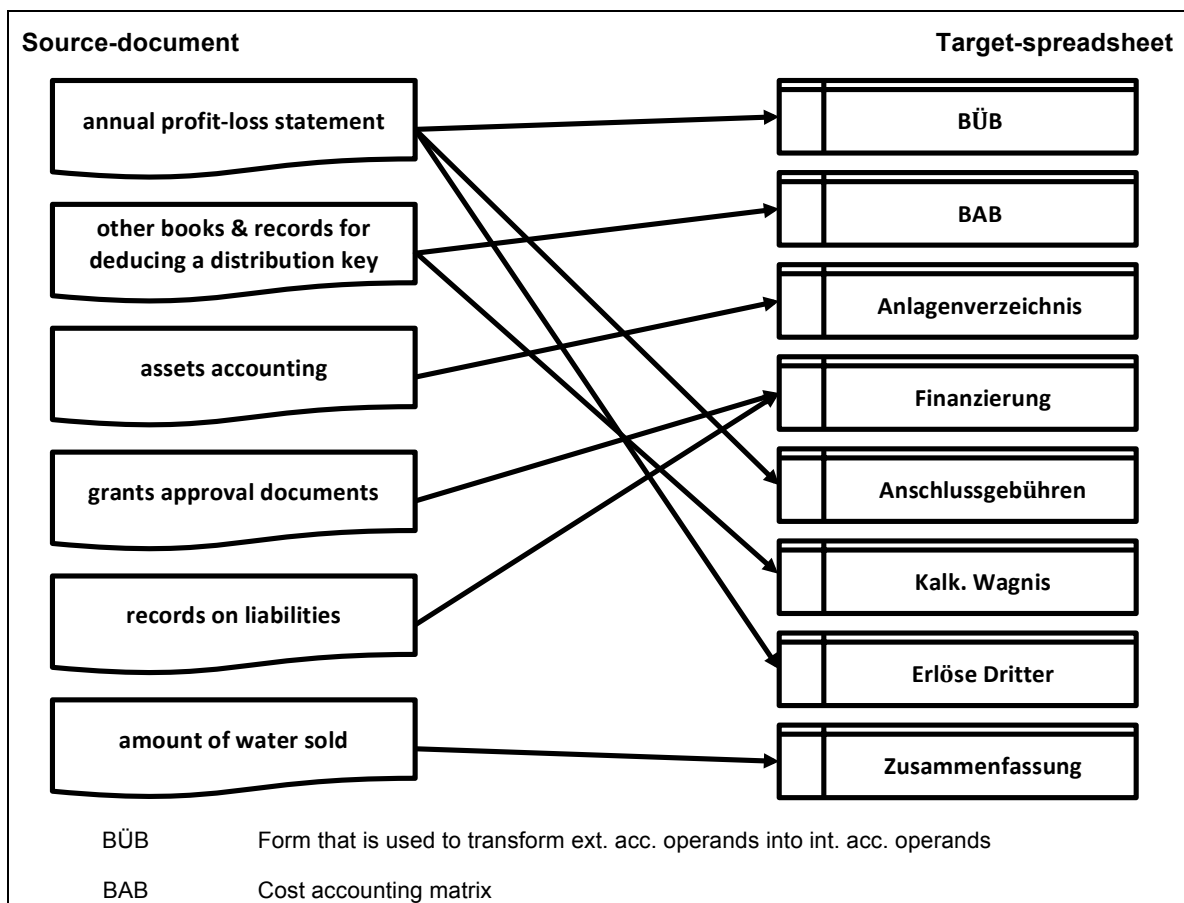 Source-document
Target-spreadsheet
annual profit-loss statement
other books & records for
deducing a distribution key
assets accounting
grants approval documents
records on liabilities
amount of water sold
BÜB
BAB
Anlagenverzeichnis
Finanzierung
Anschlussgebühren
Kalk. Wagnis
Erlöse Dritter
Zusammenfassung
BÜB Form that is used to transform ext. acc. operands into int. acc. operands
BAB Cost accounting matrix